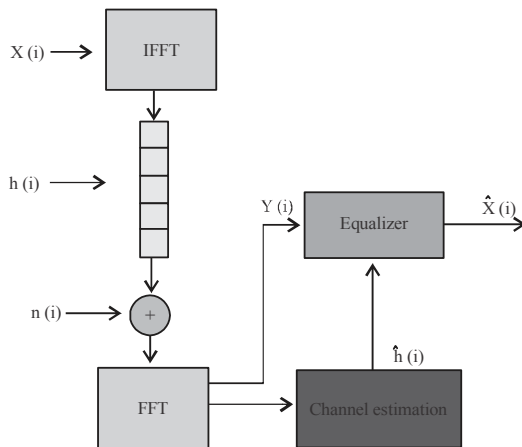 X (i)
IFFT
h (i)
Y (i)
Equalizer
X̂ (i)
n (i)
+
ĥ (i)
FFT
Channel estimation